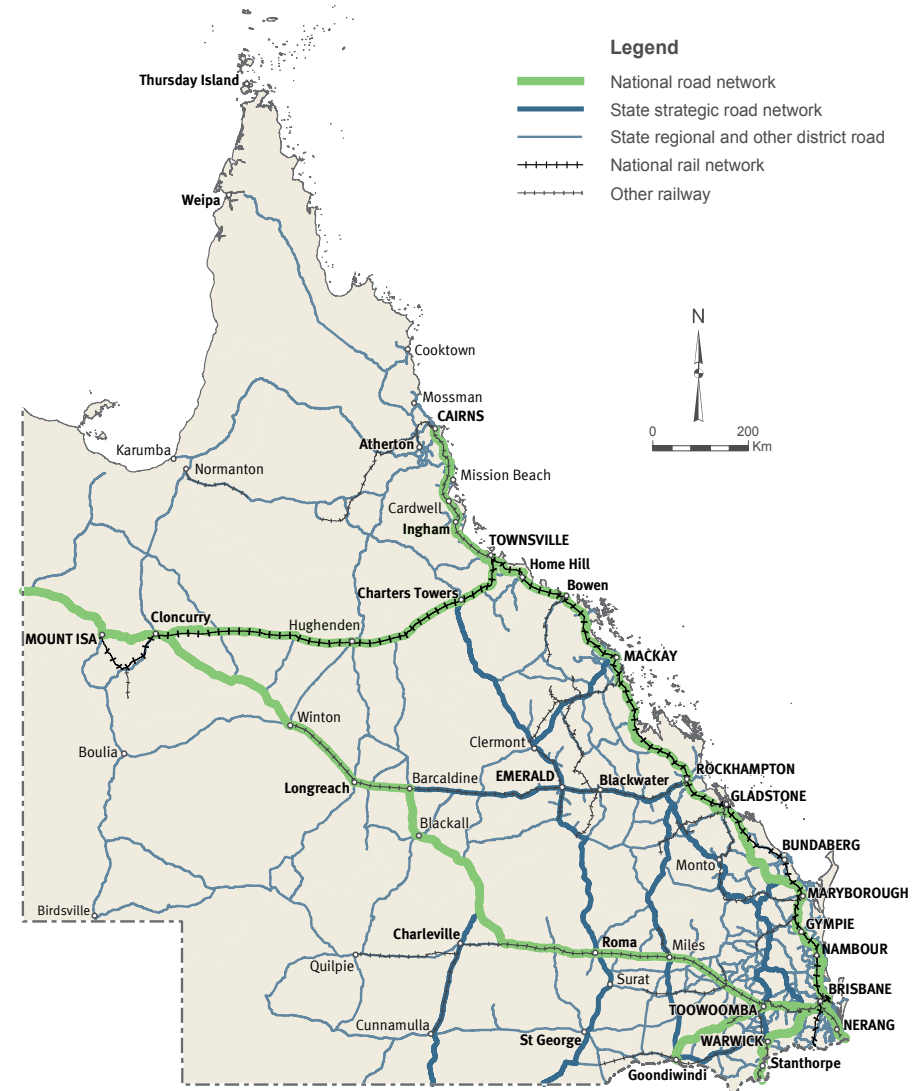 Legend
National road network
State strategic road network
State regional and other district road
National rail network
Other railway
Thursday Island
Weipa
N
0 200
Km
Cooktown
Mossman
CAIRNS
Atherton
Karumba
Normanton
Mission Beach
Cardwell
Ingham
TOWNSVILLE
Home Hill
Bowen
Charters Towers
Cloncurry
Hughenden
MOUNT ISA
MACKAY
Winton
Clermont
Boulia
ROCKHAMPTON
EMERALD
Blackwater
Longreach
Barcaldine
GLADSTONE
Blackall
BUNDABERG
Monto
MARYBOROUGH
Birdsville
GYMPIE
Charleville
Roma
Miles
NAMBOUR
Quilpie
Surat
BRISBANE
TOOWOOMBA
Cunnamulla
NERANG
St George
WARWICK
Goondiwindi
Stanthorpe